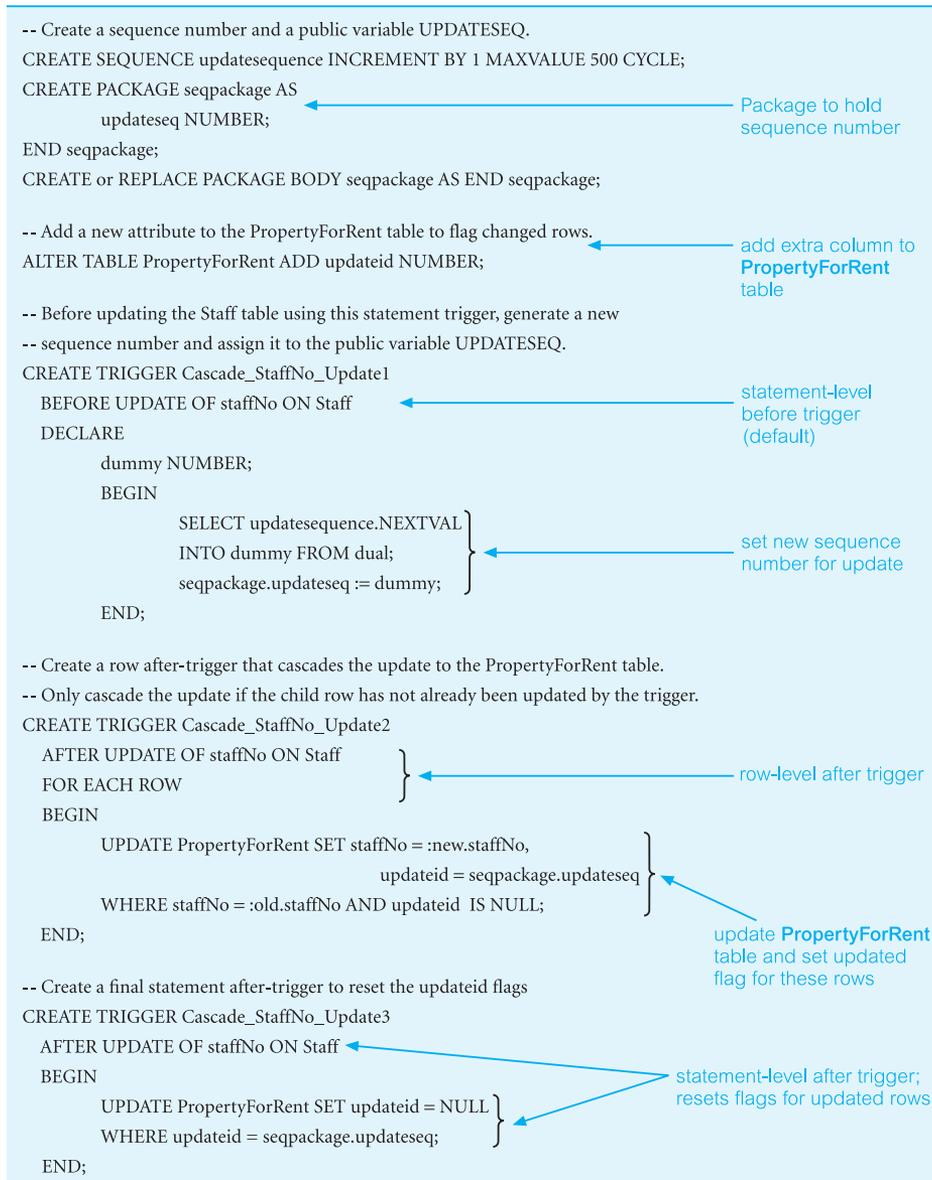 -- Create a sequence number and a public variable UPDATESEQ.
CREATE SEQUENCE updatesequence INCREMENT BY 1 MAXVALUE 500 CYCLE;
CREATE PACKAGE seqpackage AS
updateseq NUMBER;
END seqpackage;
CREATE or REPLACE PACKAGE BODY seqpackage AS END seqpackage;
Package to hold
sequence number
-- Add a new attribute to the PropertyForRent table to flag changed rows.
ALTER TABLE PropertyForRent ADD updateid NUMBER;
add extra column to
PropertyForRent
table
-- Before updating the Staff table using this statement trigger, generate a new
-- sequence number and assign it to the public variable UPDATESEQ.
CREATE TRIGGER Cascade_StaffNo_Update1
BEFORE UPDATE OF staffNo ON Staff
DECLARE
dummy NUMBER;
BEGIN
SELECT updatesequence.NEXTVAL
INTO dummy FROM dual;
seqpackage.updateseq := dummy;
END;
statement-level
before trigger
(default)
set new sequence
number for update
-- Create a row after-trigger that cascades the update to the PropertyForRent table.
-- Only cascade the update if the child row has not already been updated by the trigger.
CREATE TRIGGER Cascade_StaffNo_Update2
AFTER UPDATE OF staffNo ON Staff
FOR EACH ROW
BEGIN
UPDATE PropertyForRent SET staffNo = :new.staffNo,
updateid = seqpackage.updateseq
WHERE staffNo = :old.staffNo AND updateid IS NULL;
END;
row-level after trigger
update PropertyForRent
table and set updated
flag for these rows
-- Create a final statement after-trigger to reset the updateid flags
CREATE TRIGGER Cascade_StaffNo_Update3
AFTER UPDATE OF staffNo ON Staff
BEGIN
UPDATE PropertyForRent SET updateid = NULL
WHERE updateid = seqpackage.updateseq;
END;
statement-level after trigger;
resets flags for updated rows